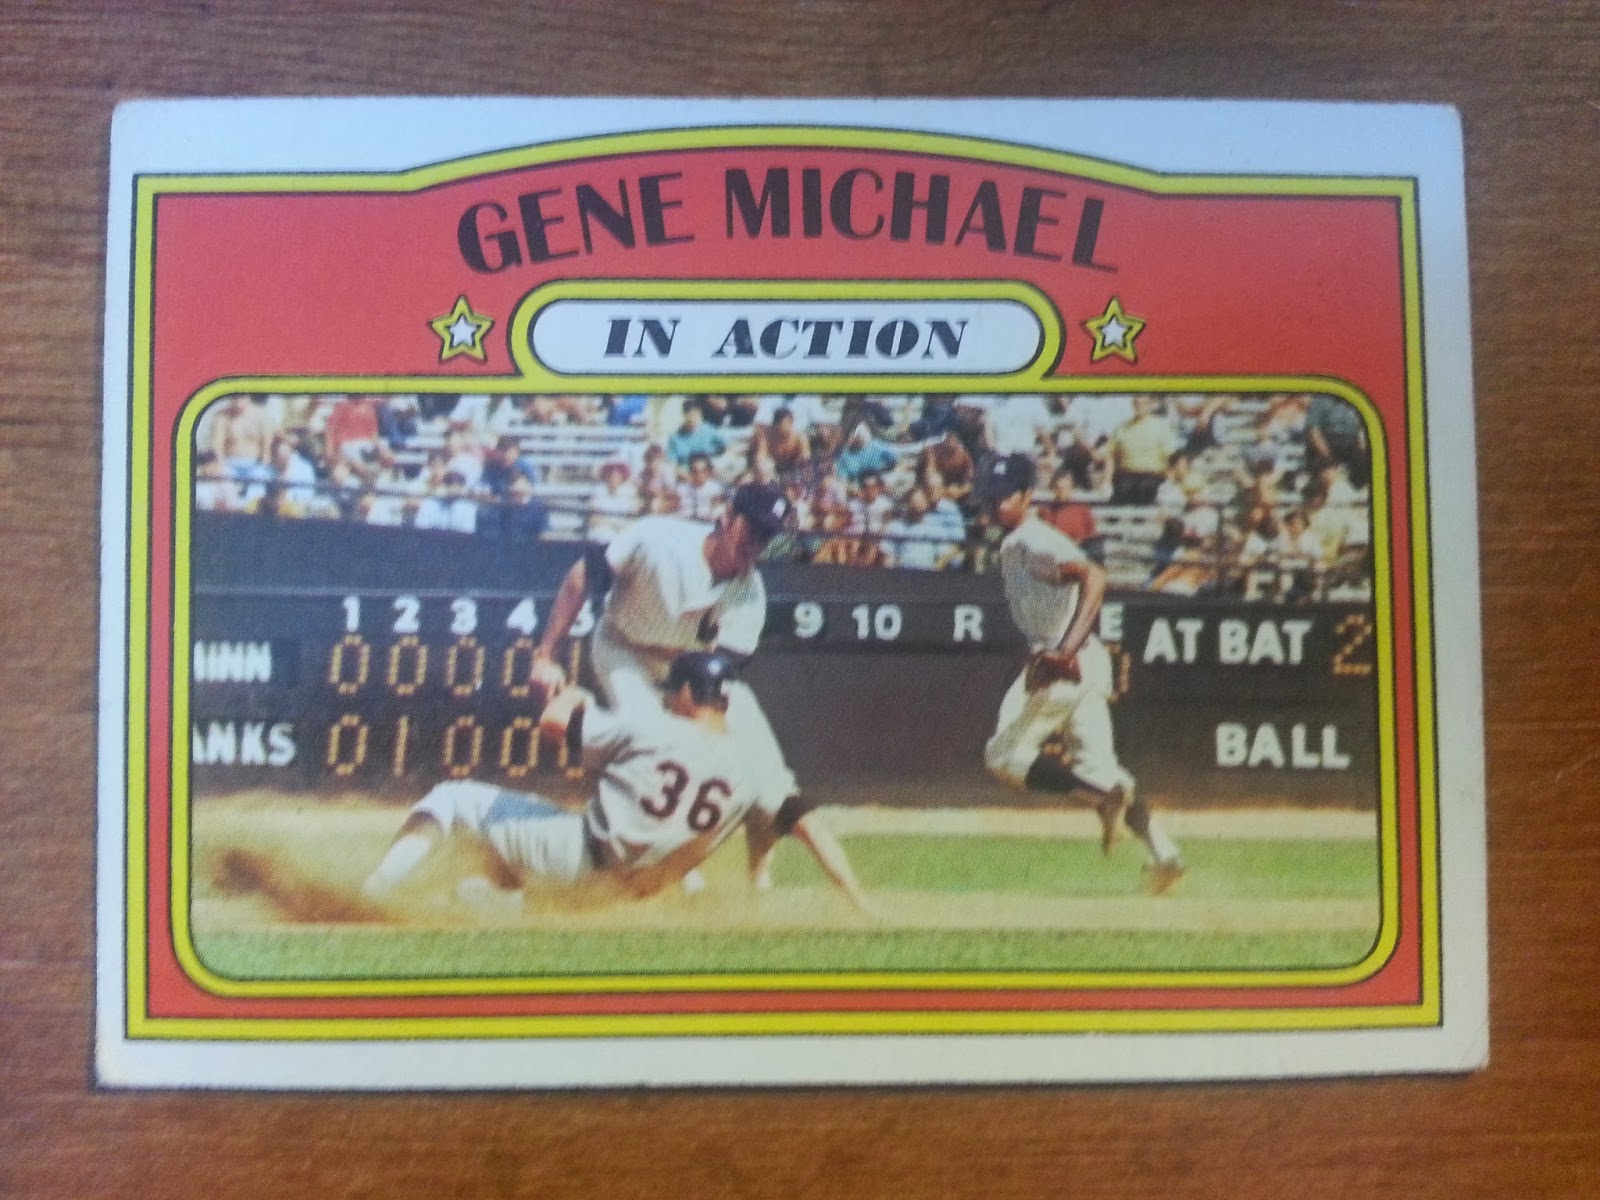 GENE MICHAEL
IN ACTION
1 2 3 4 5 9 10 R E AT BAT 2
INN 0 0 0 0
ANKS 0 1 0 0 0 BALL
36